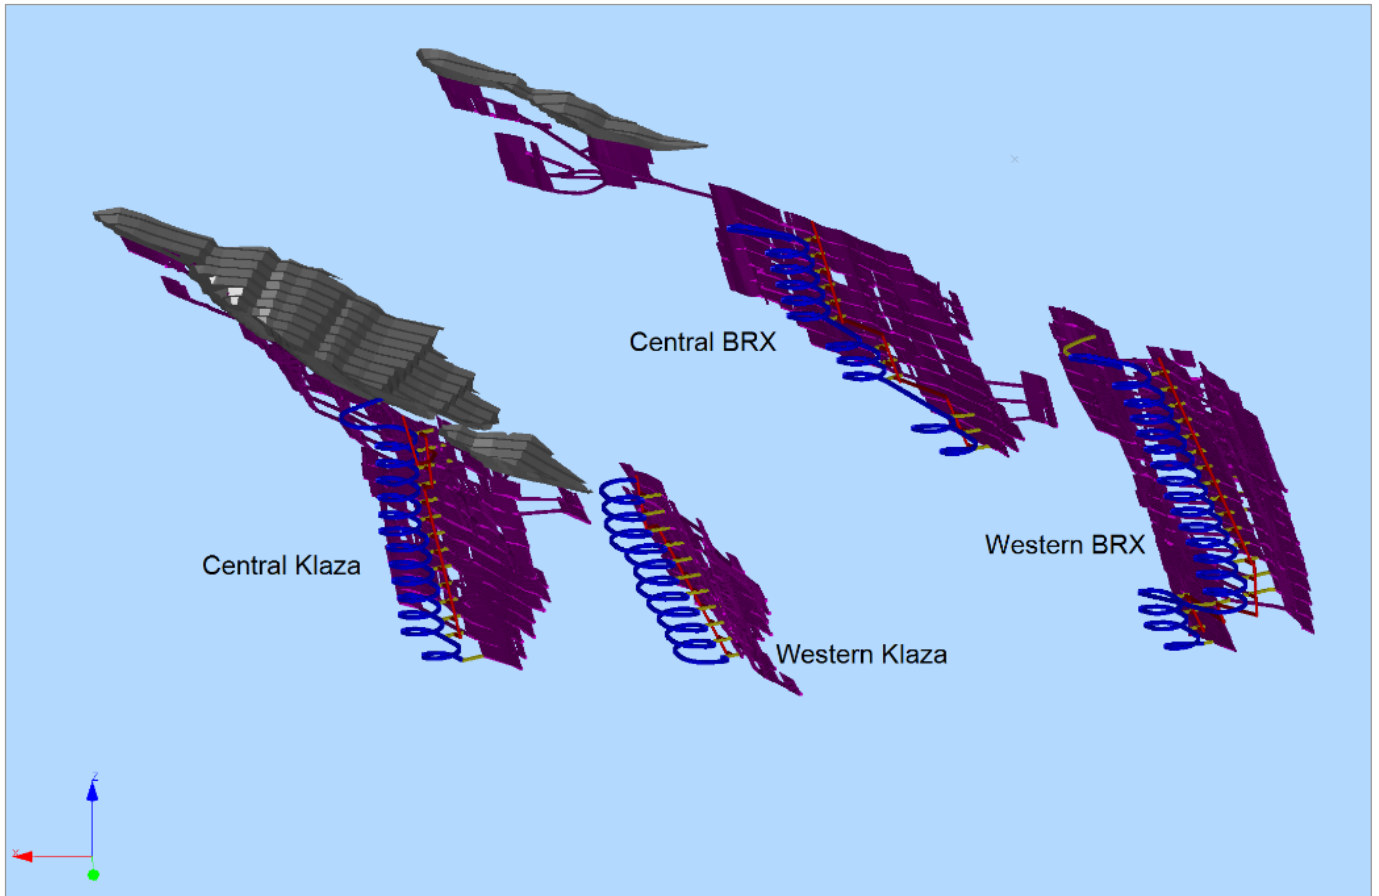 Central BRX
Western BRX
Central Klaza
Western Klaza
Z
X